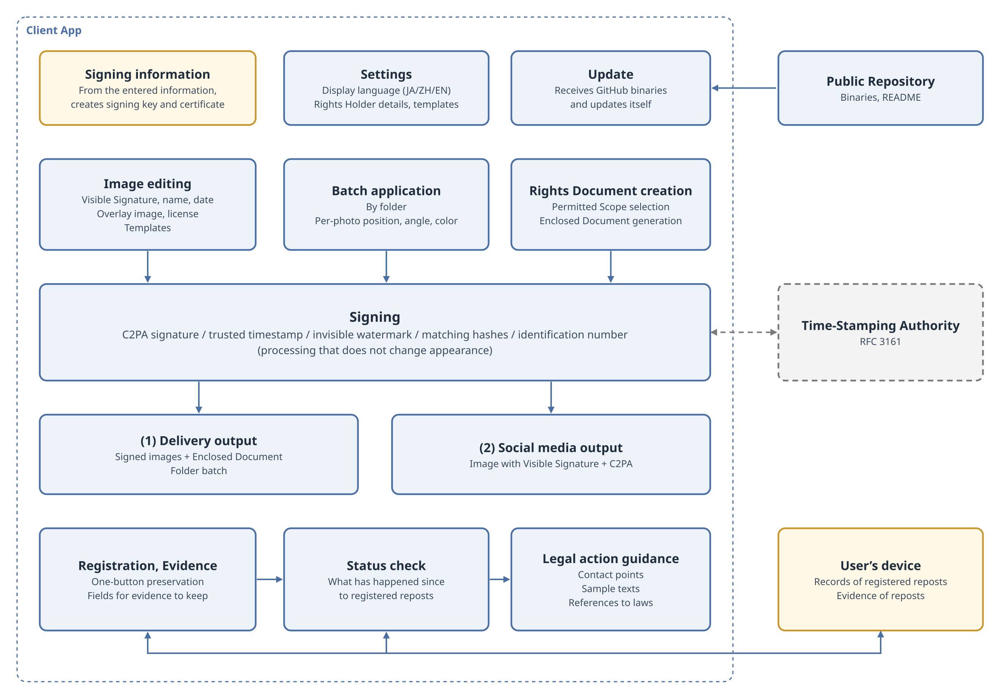 Client App
Signing information
From the entered information,
creates signing key and certificate
Settings
Display language (JA/ZH/EN)
Rights Holder details, templates
Update
Receives GitHub binaries
and updates itself
Public Repository
Binaries, README
Image editing
Visible Signature, name, date
Overlay image, license
Templates
Batch application
By folder
Per-photo position, angle, color
Rights Document creation
Permitted Scope selection
Enclosed Document generation
Signing
C2PA signature / trusted timestamp / invisible watermark / matching hashes / identification number
(processing that does not change appearance)
Time-Stamping Authority
RFC 3161
(1) Delivery output
Signed images + Enclosed Document
Folder batch
(2) Social media output
Image with Visible Signature + C2PA
Registration, Evidence
One-button preservation
Fields for evidence to keep
Status check
What has happened since
to registered reposts
Legal action guidance
Contact points
Sample texts
References to laws
User’s device
Records of registered reposts
Evidence of reposts